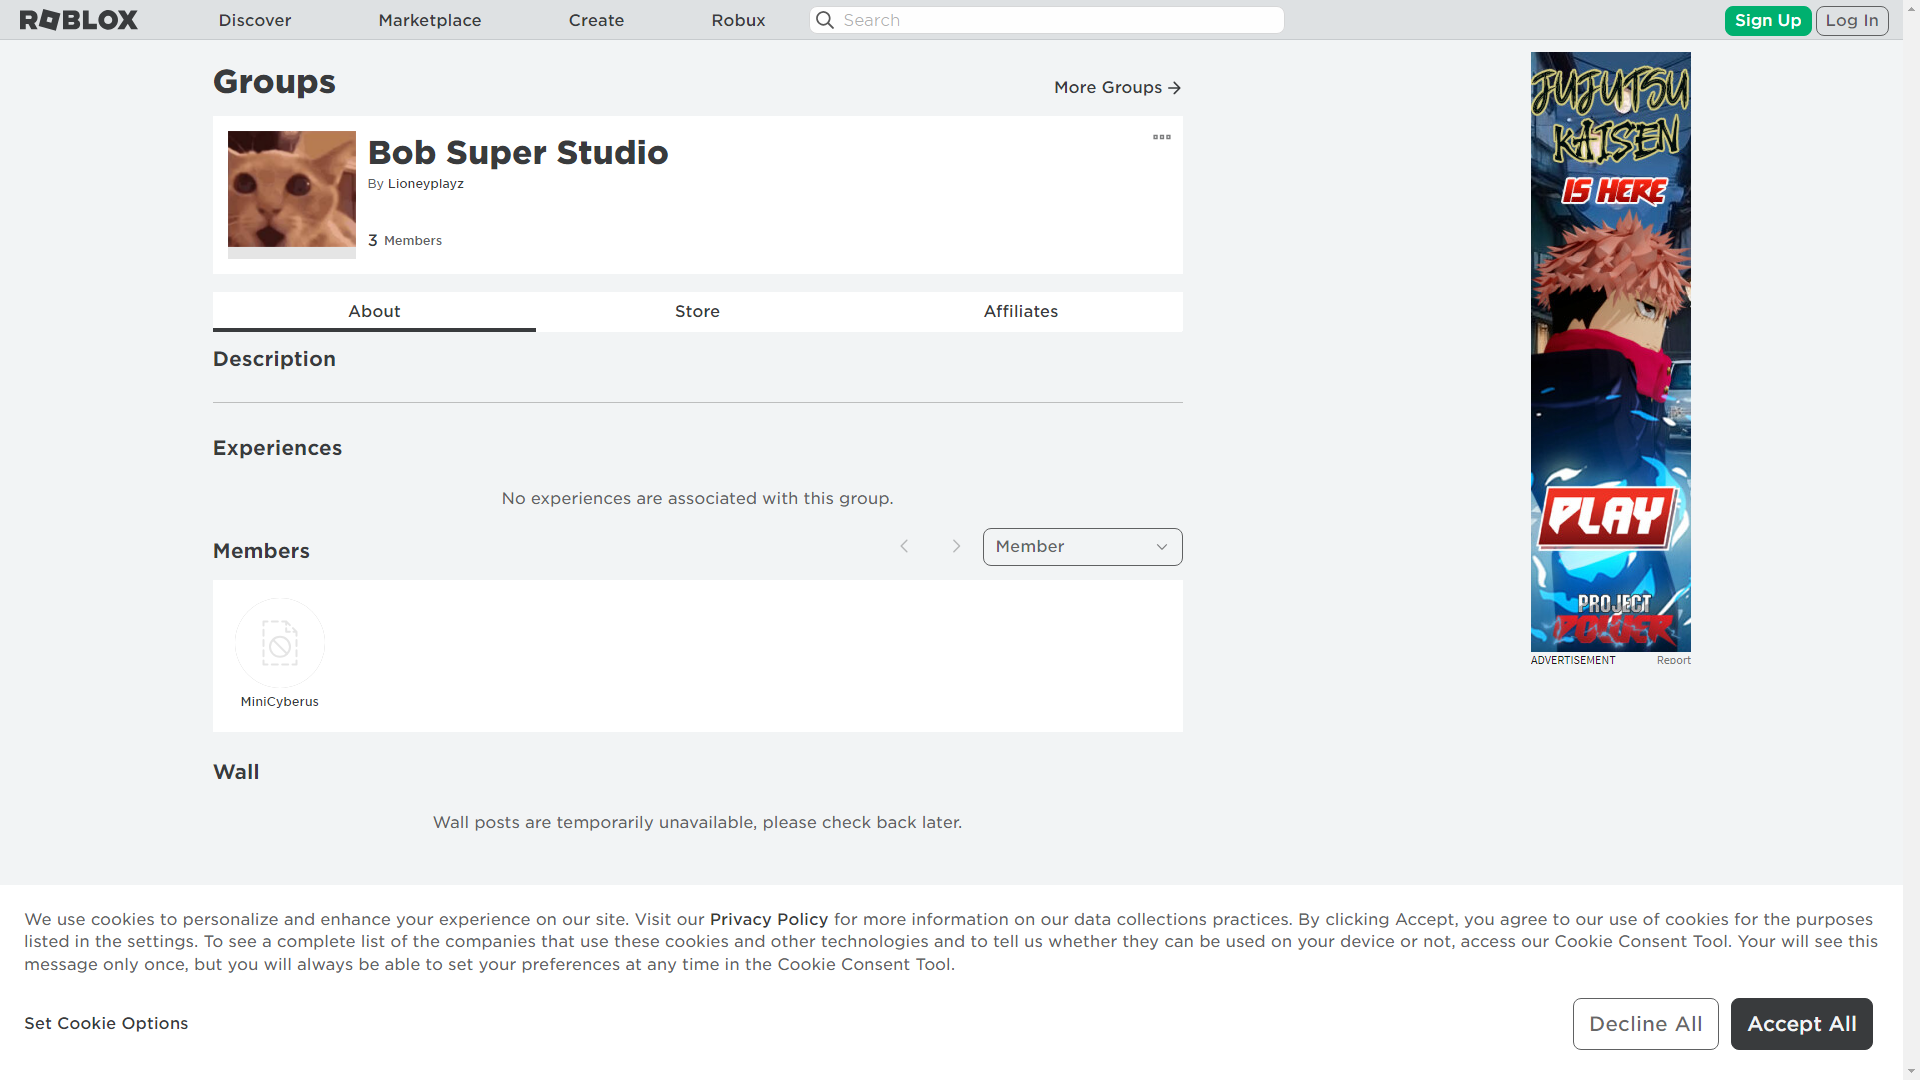 ROBLOX
Discover
Marketplace
Create
Robux
Search
Sign Up
Log In
Groups
More Groups
Bob Super Studio
By Lioneyplayz
3 Members
About
Store
Affiliates
Description
Experiences
No experiences are associated with this group.
Members
Member
MiniCyberus
Wall
Wall posts are temporarily unavailable, please check back later.
JUJUTSU
KAISEN
IS HERE
PLAY
PROJECT
POWER
ADVERTISEMENT
Report
We use cookies to personalize and enhance your experience on our site. Visit our Privacy Policy for more information on our data collections practices. By clicking Accept, you agree to our use of cookies for the purposes
listed in the settings. To see a complete list of the companies that use these cookies and other technologies and to tell us whether they can be used on your device or not, access our Cookie Consent Tool. Your will see this
message only once, but you will always be able to set your preferences at any time in the Cookie Consent Tool.
Set Cookie Options
Decline All
Accept All